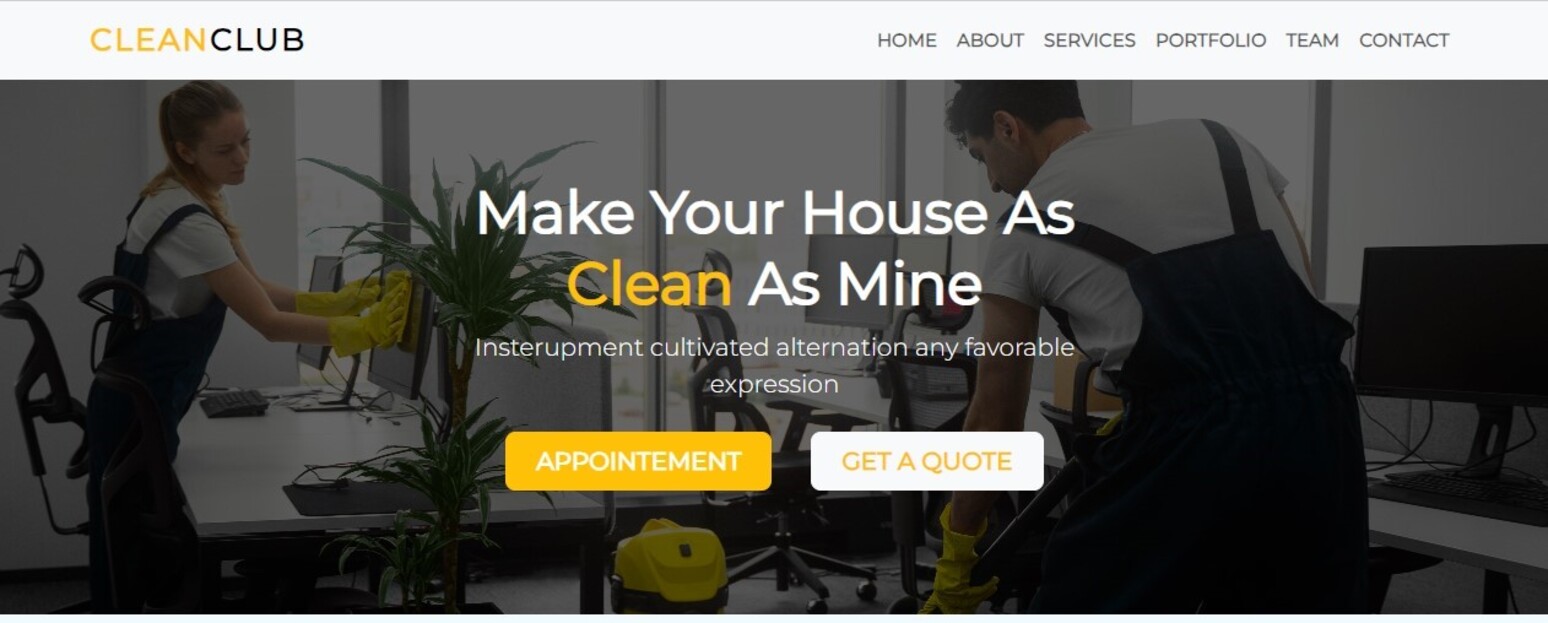 CLEANCLUB
HOME ABOUT SERVICES PORTFOLIO TEAM CONTACT
Make Your House As
Clean As Mine
Insterupment cultivated alternation any favorable
expression
APPOINTEMENT
GET A QUOTE